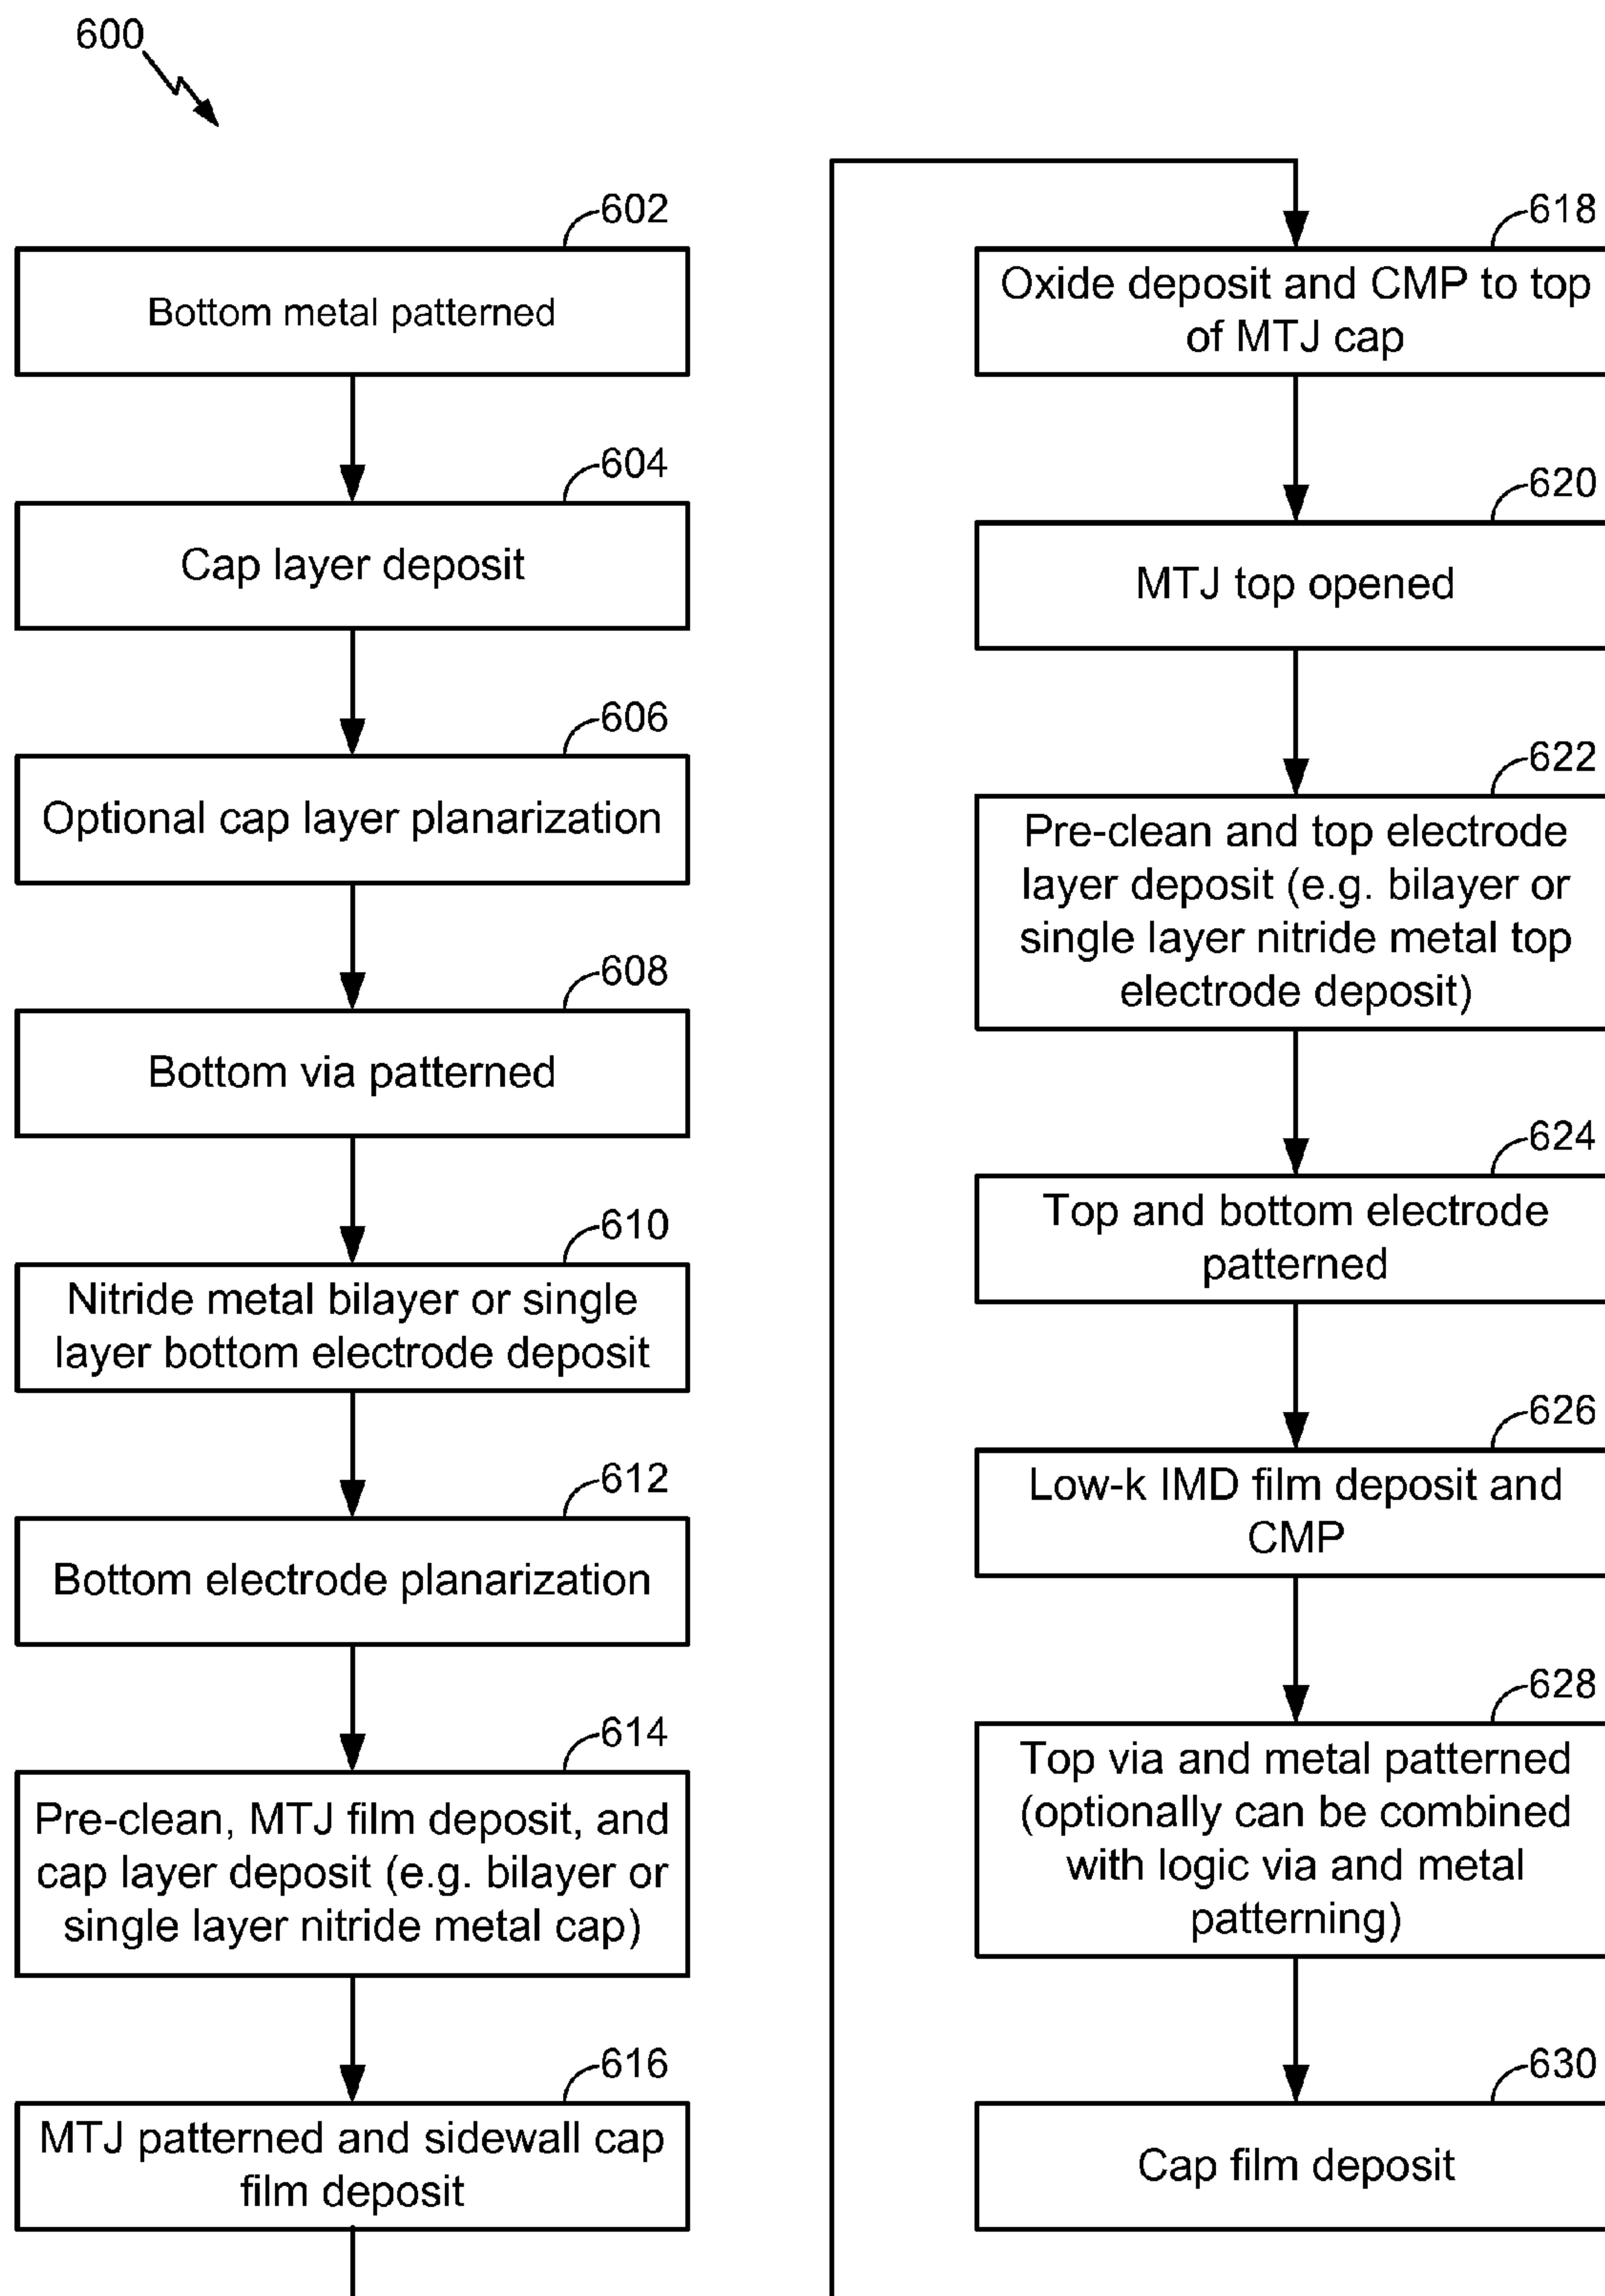 600
602
Bottom metal patterned
604
Cap layer deposit
606
Optional cap layer planarization
608
Bottom via patterned
610
Nitride metal bilayer or single
layer bottom electrode deposit
612
Bottom electrode planarization
614
Pre-clean, MTJ film deposit, and
cap layer deposit (e.g. bilayer or
single layer nitride metal cap)
616
MTJ patterned and sidewall cap
film deposit
618
Oxide deposit and CMP to top
of MTJ cap
620
MTJ top opened
622
Pre-clean and top electrode
layer deposit (e.g. bilayer or
single layer nitride metal top
electrode deposit)
624
Top and bottom electrode
patterned
626
Low-k IMD film deposit and
CMP
628
Top via and metal patterned
(optionally can be combined
with logic via and metal
patterning)
630
Cap film deposit